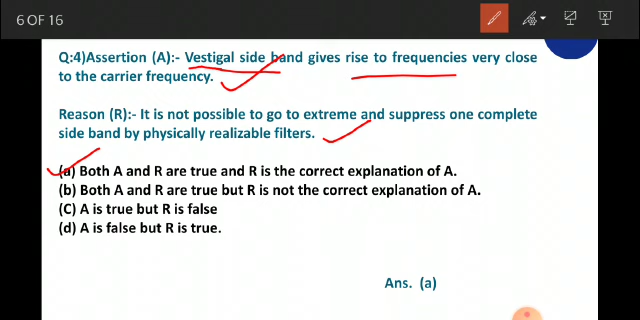 6 OF 16
Q:4)Assertion (A):- Vestigal side band gives rise to frequencies very close
to the carrier frequency.
Reason (R):- It is not possible to go to extreme and suppress one complete
side band by physically realizable filters.
(a) Both A and R are true and R is the correct explanation of A.
(b) Both A and R are true but R is not the correct explanation of A.
(C) A is true but R is false
(d) A is false but R is true.
Ans. (a)